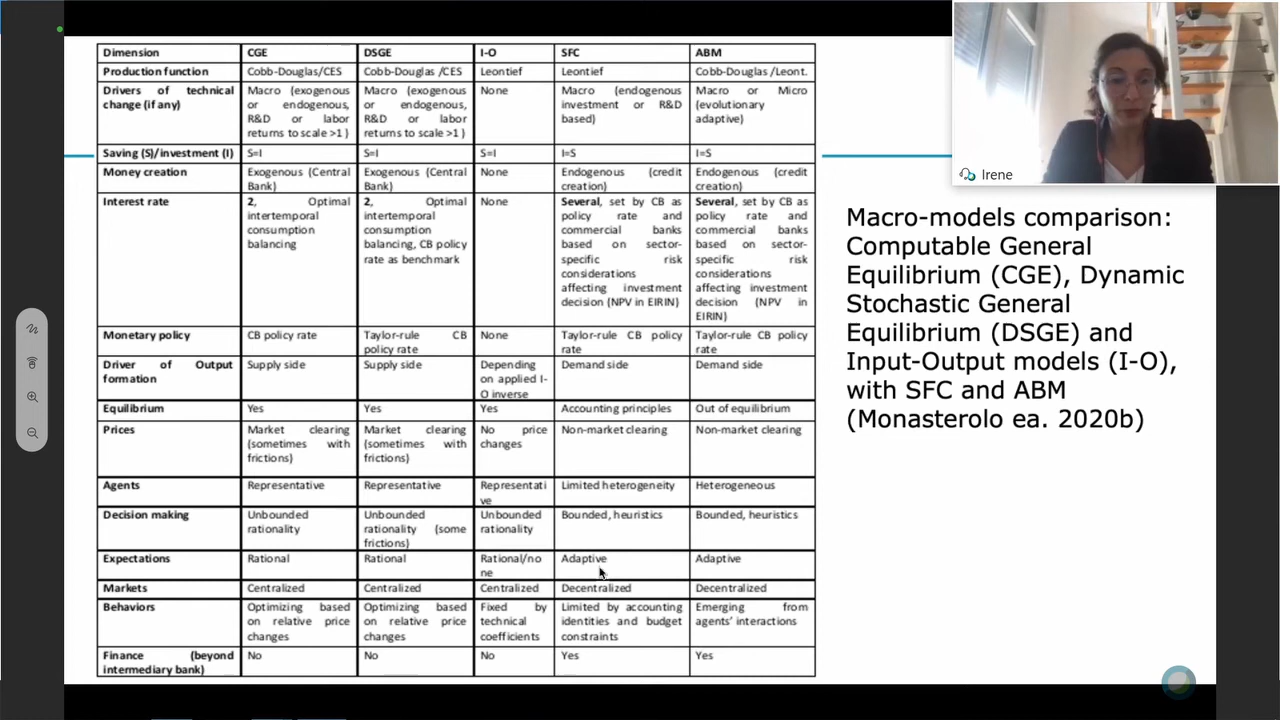 Dimension CGE DSGE I-O SFC ABM
Production function Cobb-Douglas/CES Cobb-Douglas /CES Leontief Leontief Cobb-Douglas /Leont.
Drivers of technical change (if any)
Macro (exogenous
or endogenous,
R&D or labor
returns to scale >1 )
Macro (exogenous
or endogenous,
R&D or labor
returns to scale >1 )
None
Macro (endogenous
investment or R&D
based)
Macro or Micro
(evolutionary
adaptive)
Saving (S)/investment (I) S=I S=I S=I I=S I=S
Money creation
Exogenous (Central
Bank)
Exogenous (Central
Bank)
None
Endogenous (credit
creation)
Endogenous (credit
creation)
Interest rate
2, Optimal
intertemporal
consumption
balancing
2, Optimal
intertemporal
consumption
balancing, CB policy
rate as benchmark
None
Several, set by CB as
policy rate and
commercial banks
based on sector-
specific risk
considerations
affecting investment
decision (NPV in EIRIN)
Several, set by CB as
policy rate and
commercial banks
based on sector-
specific risk
considerations
affecting investment
decision (NPV in
EIRIN)
Monetary policy
CB policy rate
Taylor-rule CB
policy rate
None
Taylor-rule CB policy
rate
Taylor-rule CB policy
rate
Driver of Output
formation
Supply side
Supply side
Depending
on applied I-
O inverse
Demand side
Demand side
Equilibrium Yes Yes Yes Accounting principles Out of equilibrium
Prices
Market clearing
(sometimes with
frictions)
Market clearing
(sometimes with
frictions)
No price
changes
Non-market clearing
Non-market clearing
Agents
Representative
Representative
Representati
ve
Limited heterogeneity
Heterogeneous
Decision making
Unbounded
rationality
Unbounded
rationality (some
frictions)
Unbounded
rationality
Bounded, heuristics
Bounded, heuristics
Expectations
Rational
Rational
Rational/no
ne
Adaptive
Adaptive
Markets Centralized Centralized Centralized Decentralized Decentralized
Behaviors
Optimizing based
on relative price
changes
Optimizing based
on relative price
changes
Fixed by
technical
coefficients
Limited by accounting
identities and budget
constraints
Emerging from
agents' interactions
Finance (beyond
intermediary bank)
No
No
No
Yes
Yes
Irene
Macro-models comparison:
Computable General
Equilibrium (CGE), Dynamic
Stochastic General
Equilibrium (DSGE) and
Input-Output models (I-O),
with SFC and ABM
(Monasterolo ea. 2020b)